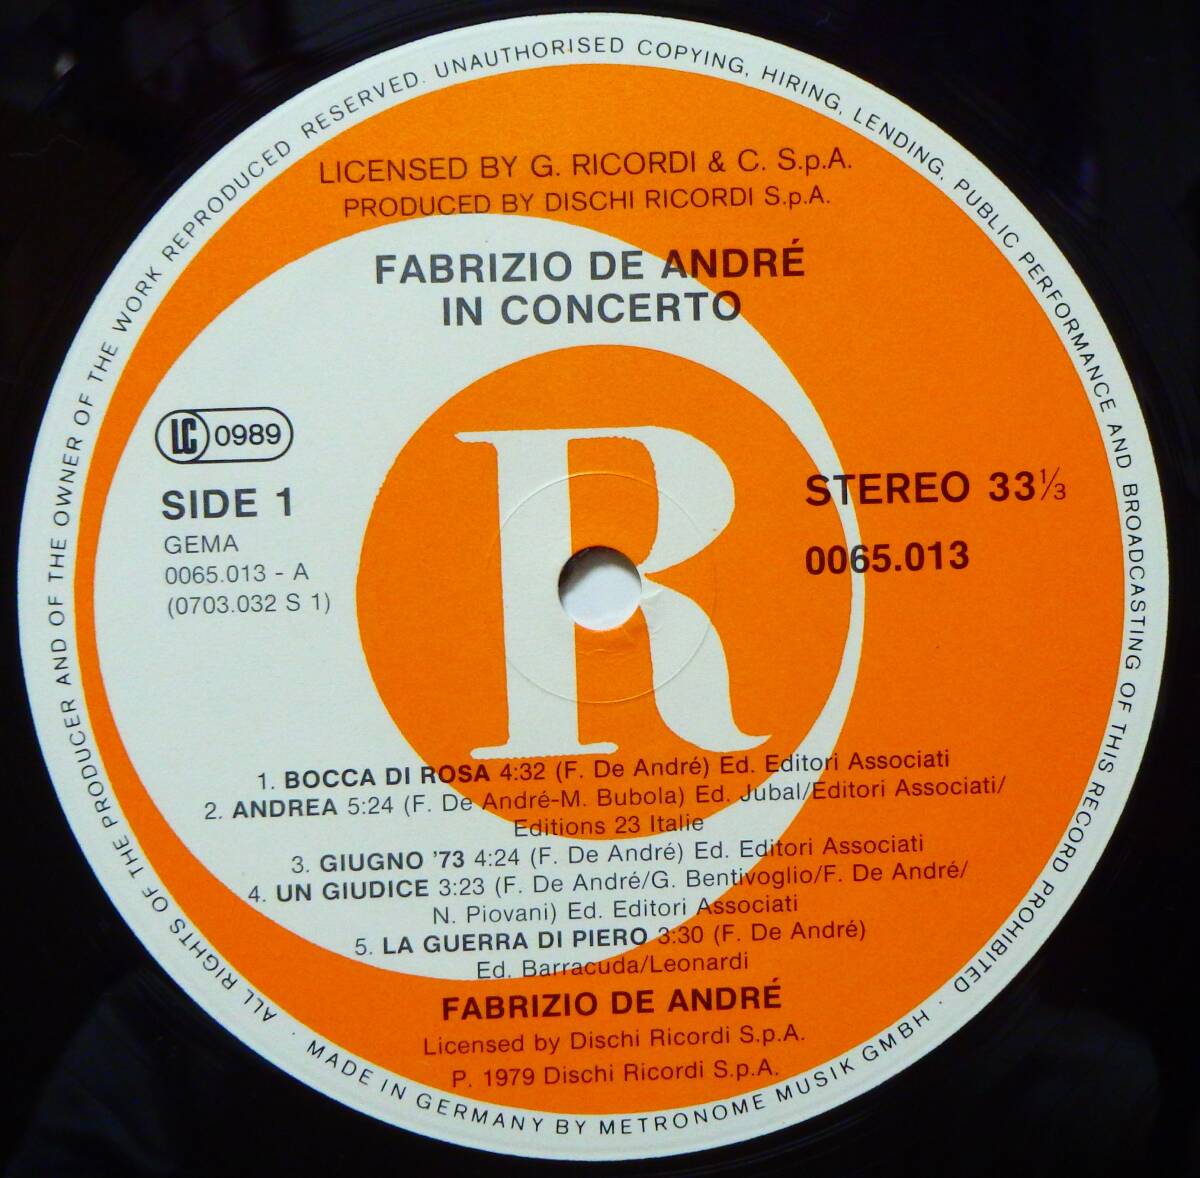 ALL RIGHTS OF THE PRODUCER AND OF THE OWNER OF THE WORK REPRODUCED RESERVED. UNAUTHORISED COPYING, HIRING, LENDING, PUBLIC PERFORMANCE AND BROADCASTING OF THIS RECORD PROHIBITED ·
LICENSED BY G. RICORDI & C. S.p.A.
PRODUCED BY DISCHI RICORDI S.p.A.
FABRIZIO DE ANDRÉ
IN CONCERTO
LC 0989
SIDE 1
GEMA
0065.013 - A
(0703.032 S 1)
R
STEREO 33⅓
0065.013
1. BOCCA DI ROSA 4:32 (F. De André) Ed. Editori Associati
2. ANDREA 5:24 (F. De André-M. Bubola) Ed. Jubal/Editori Associati/
Editions 23 Italie
3. GIUGNO '73 4:24 (F. De André) Ed. Editori Associati
4. UN GIUDICE 3:23 (F. De André/G. Bentivoglio/F. De André/
N. Piovani) Ed. Editori Associati
5. LA GUERRA DI PIERO 3:30 (F. De André)
Ed. Barracuda/Leonardi
FABRIZIO DE ANDRÉ
Licensed by Dischi Ricordi S.p.A.
P. 1979 Dischi Ricordi S.p.A.
· MADE IN GERMANY BY METRONOME MUSIK GMBH ·